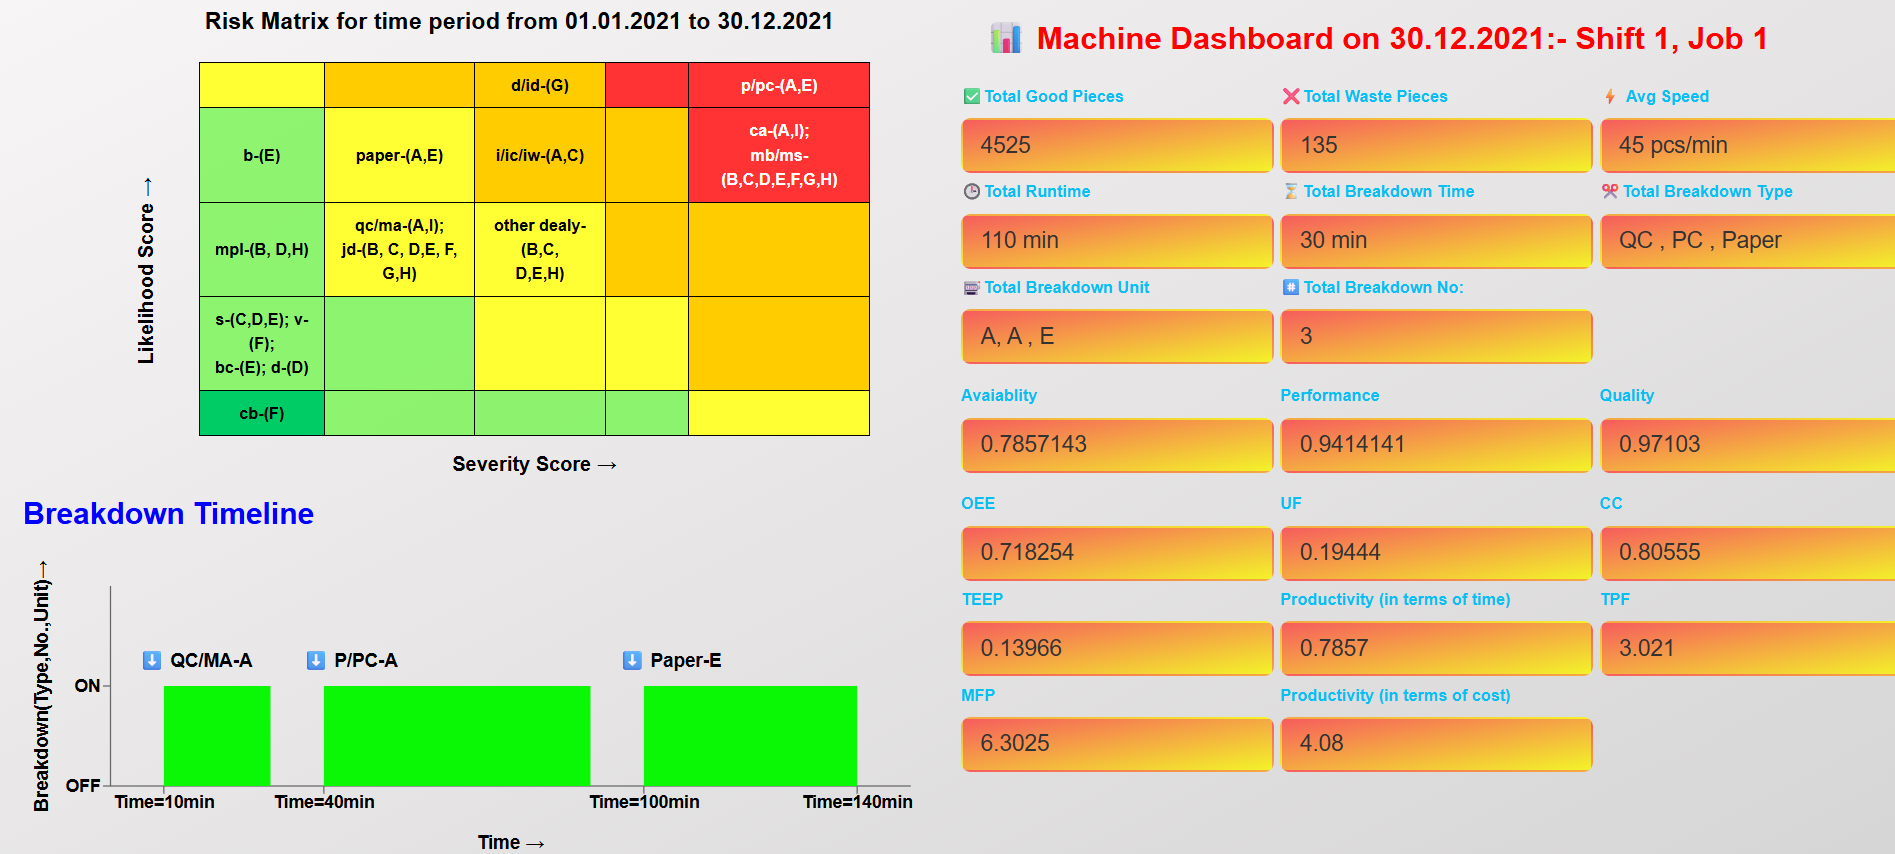 Risk Matrix for time period from 01.01.2021 to 30.12.2021
d/id-(G)
p/pc-(A,E)
b-(E)
paper-(A,E)
i/ic/iw-(A,C)
ca-(A,I);
mb/ms-
(B,C,D,E,F,G,H)
mpl-(B, D,H)
qc/ma-(A,I);
jd-(B, C, D,E, F,
G,H)
other dealy-
(B,C,
D,E,H)
s-(C,D,E); v-
(F);
bc-(E); d-(D)
cb-(F)
Likelihood Score →
Severity Score →
Breakdown Timeline
Breakdown(Type,No.,Unit)→
QC/MA-A
P/PC-A
Paper-E
ON
OFF
Time=10min
Time=40min
Time=100min
Time=140min
Time →
Machine Dashboard on 30.12.2021:- Shift 1, Job 1
Total Good Pieces
Total Waste Pieces
Avg Speed
4525
135
45 pcs/min
Total Runtime
Total Breakdown Time
Total Breakdown Type
110 min
30 min
QC , PC , Paper
Total Breakdown Unit
Total Breakdown No:
A, A , E
3
Avaiablity
Performance
Quality
0.7857143
0.9414141
0.97103
OEE
UF
CC
0.718254
0.19444
0.80555
TEEP
Productivity (in terms of time)
TPF
0.13966
0.7857
3.021
MFP
Productivity (in terms of cost)
6.3025
4.08